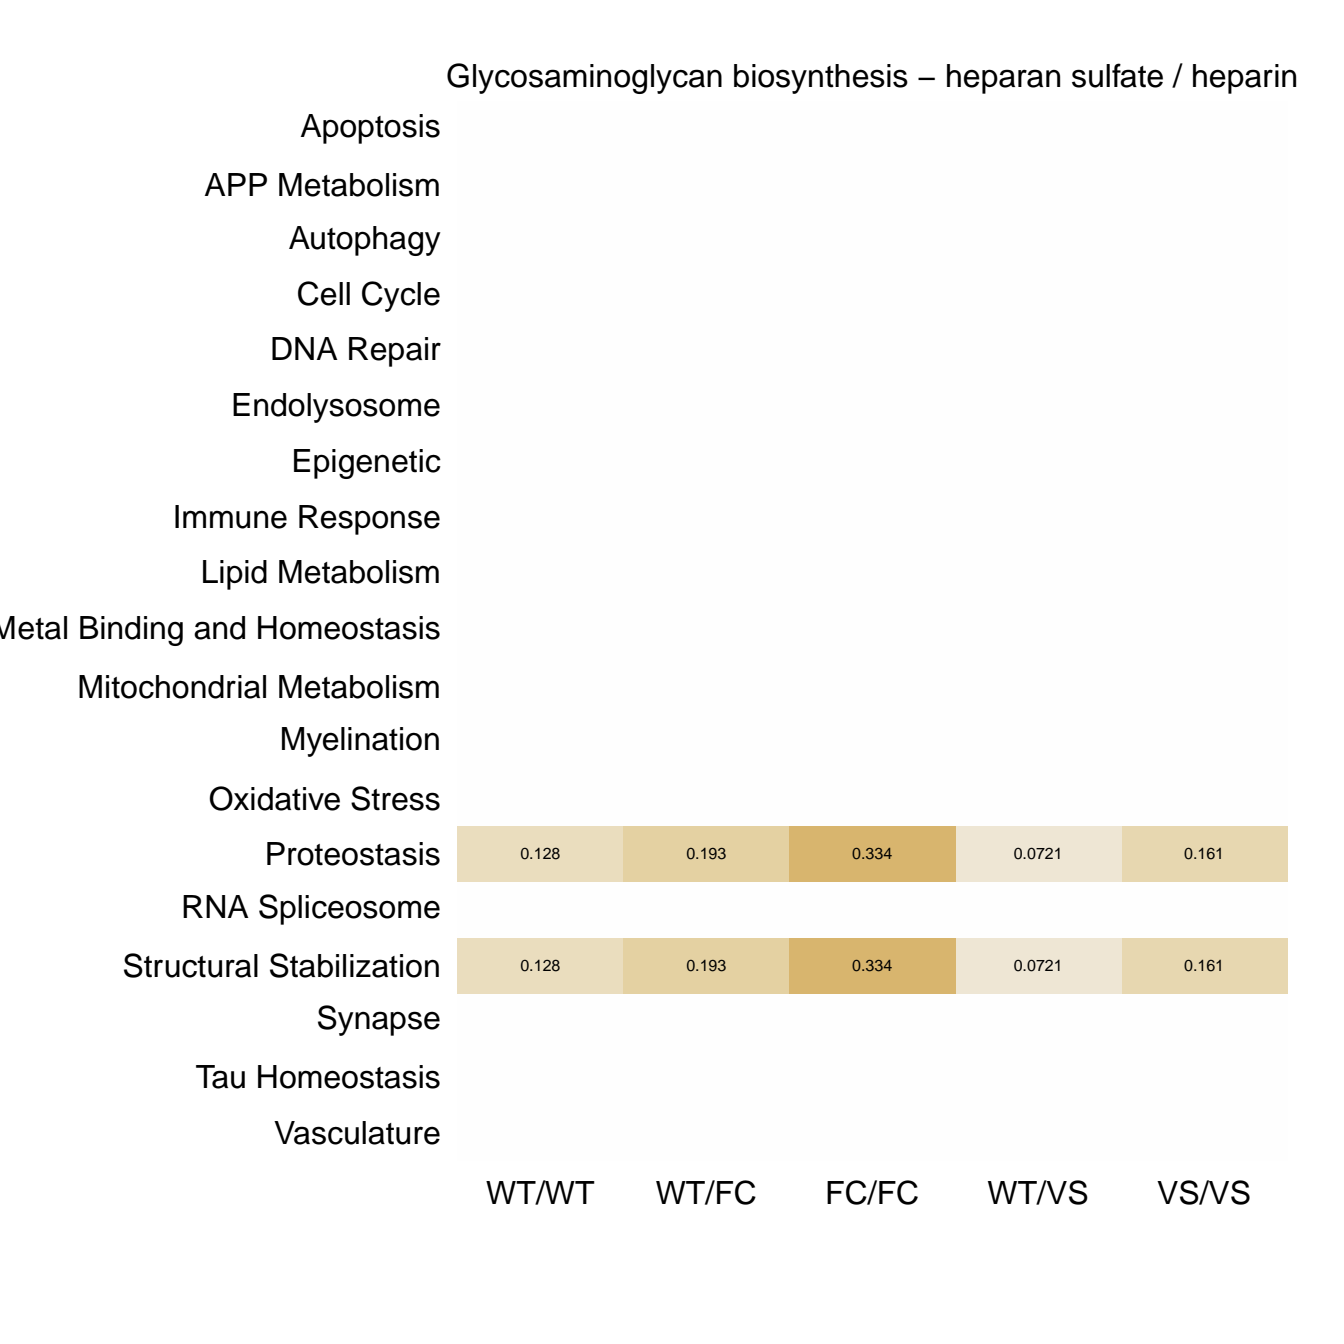 Glycosaminoglycan biosynthesis – heparan sulfate / heparin
Apoptosis
APP Metabolism
Autophagy
Cell Cycle
DNA Repair
Endolysosome
Epigenetic
Immune Response
Lipid Metabolism
Metal Binding and Homeostasis
Mitochondrial Metabolism
Myelination
Oxidative Stress
Proteostasis 0.128 0.193 0.334 0.0721 0.161
RNA Spliceosome
Structural Stabilization 0.128 0.193 0.334 0.0721 0.161
Synapse
Tau Homeostasis
Vasculature
WT/WT WT/FC FC/FC WT/VS VS/VS